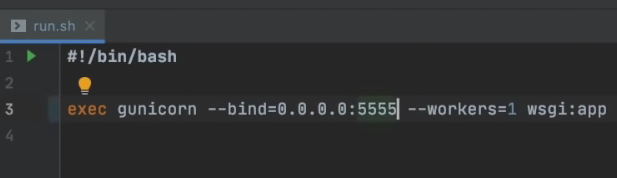 run.sh
1 #!/bin/bash
2
3 exec gunicorn --bind=0.0.0.0:5555 --workers=1 wsgi:app
4